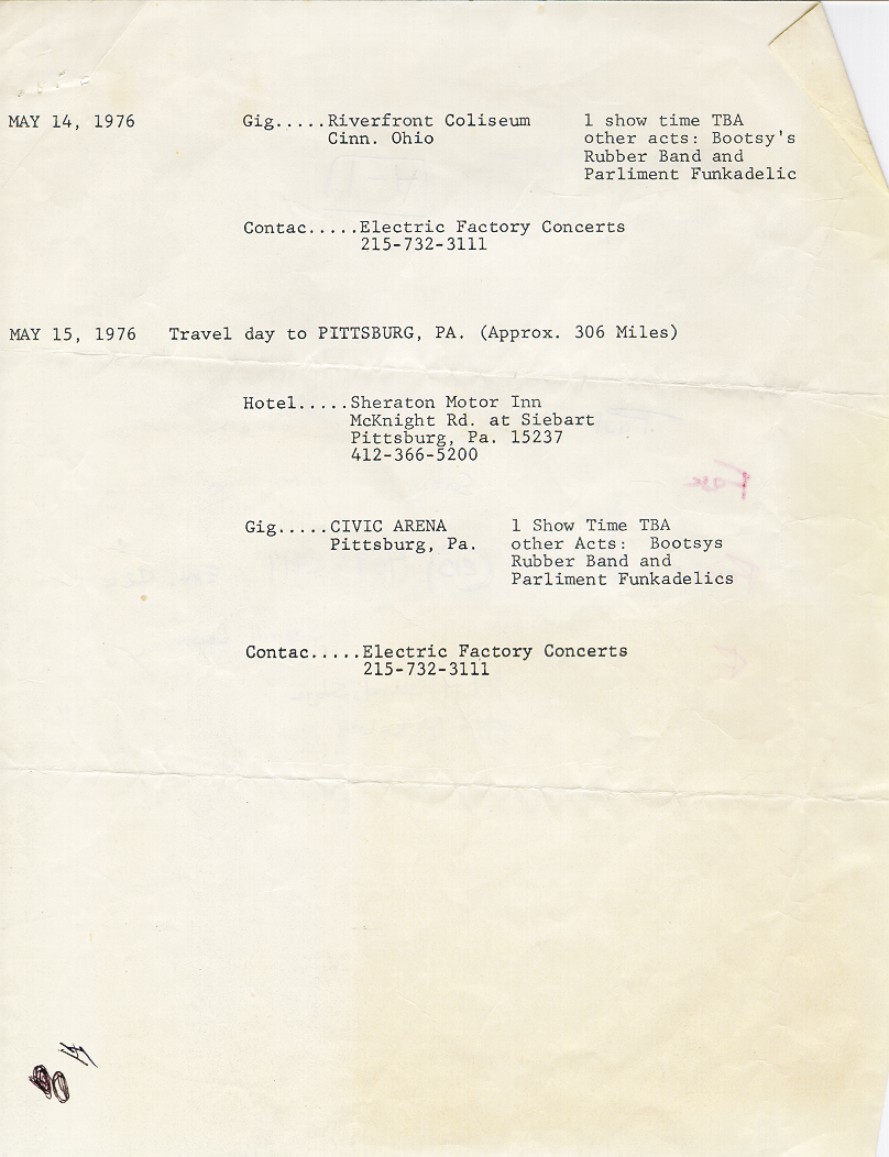 MAY 14, 1976 Gig.....Riverfront Coliseum 1 show time TBA
Cinn. Ohio other acts: Bootsy's
Rubber Band and
Parliment Funkadelic
Contac.....Electric Factory Concerts
215-732-3111
MAY 15, 1976 Travel day to PITTSBURG, PA. (Approx. 306 Miles)
Hotel.....Sheraton Motor Inn
McKnight Rd. at Siebart
Pittsburg, Pa. 15237
412-366-5200
Gig.....CIVIC ARENA 1 Show Time TBA
Pittsburg, Pa. other Acts: Bootsys
Rubber Band and
Parliment Funkadelics
Contac.....Electric Factory Concerts
215-732-3111